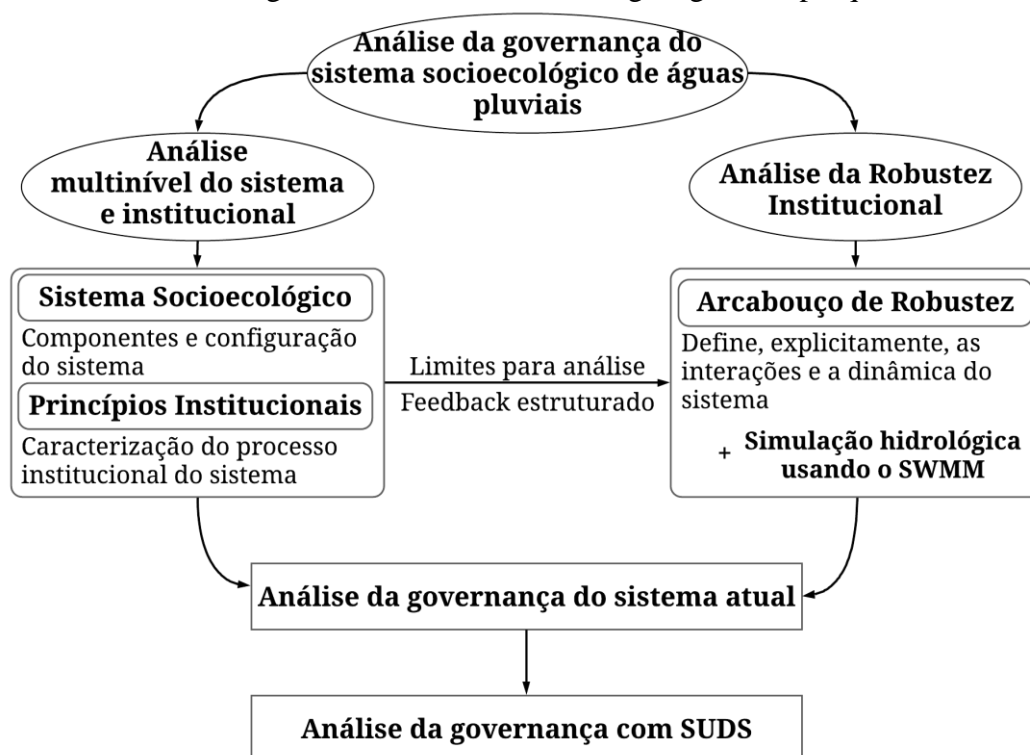 Análise da governança do
sistema socioecológico de águas
pluviais
Análise
multinível do sistema
e institucional
Análise da Robustez
Institucional
Sistema Socioecológico
Componentes e configuração
do sistema
Princípios Institucionais
Caracterização do processo
institucional do sistema
Limites para análise
Feedback estruturado
Arcabouço de Robustez
Define, explicitamente, as
interações e a dinâmica do
sistema
+ Simulação hidrológica
usando o SWMM
Análise da governança do sistema atual
Análise da governança com SUDS